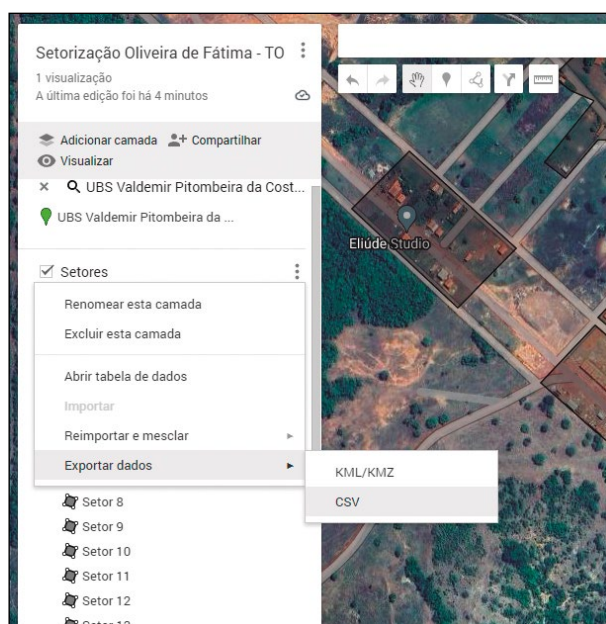 Setorização Oliveira de Fátima - TO
1 visualização
A última edição foi há 4 minutos
Adicionar camada
Compartilhar
Visualizar
UBS Valdemir Pitombeira da Cost...
UBS Valdemir Pitombeira da ...
Setores
Renomear esta camada
Excluir esta camada
Abrir tabela de dados
Importar
Reimportar e mesclar
Exportar dados
KML/KMZ
CSV
Setor 8
Setor 9
Setor 10
Setor 11
Setor 12
Eliúde Studio